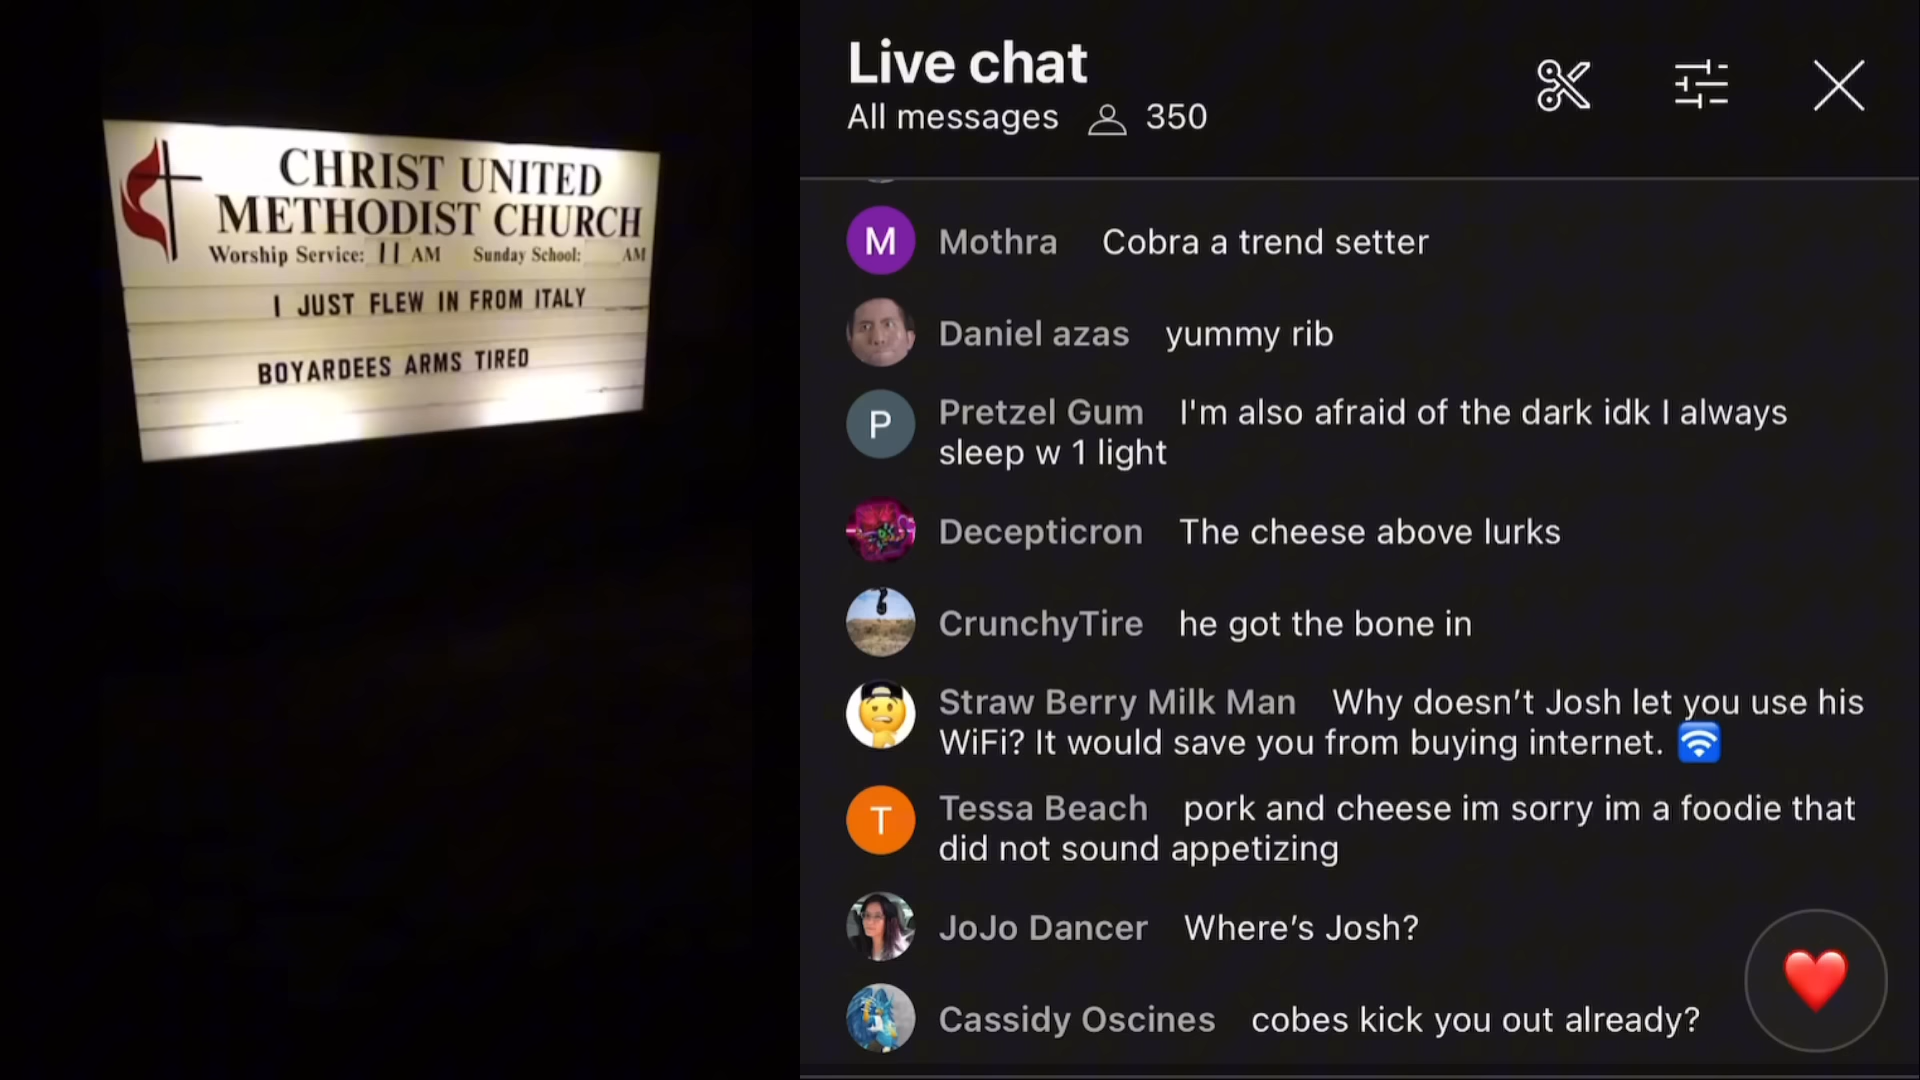 CHRIST UNITED
METHODIST CHURCH
Worship Service: 11 AM Sunday School: AM
I JUST FLEW IN FROM ITALY
BOYARDEES ARMS TIRED
Live chat
All messages 350
M Mothra Cobra a trend setter
Daniel azas yummy rib
P Pretzel Gum I'm also afraid of the dark idk I always
sleep w 1 light
Decepticron The cheese above lurks
CrunchyTire he got the bone in
Straw Berry Milk Man Why doesn’t Josh let you use his
WiFi? It would save you from buying internet.
T Tessa Beach pork and cheese im sorry im a foodie that
did not sound appetizing
JoJo Dancer Where’s Josh?
Cassidy Oscines cobes kick you out already?